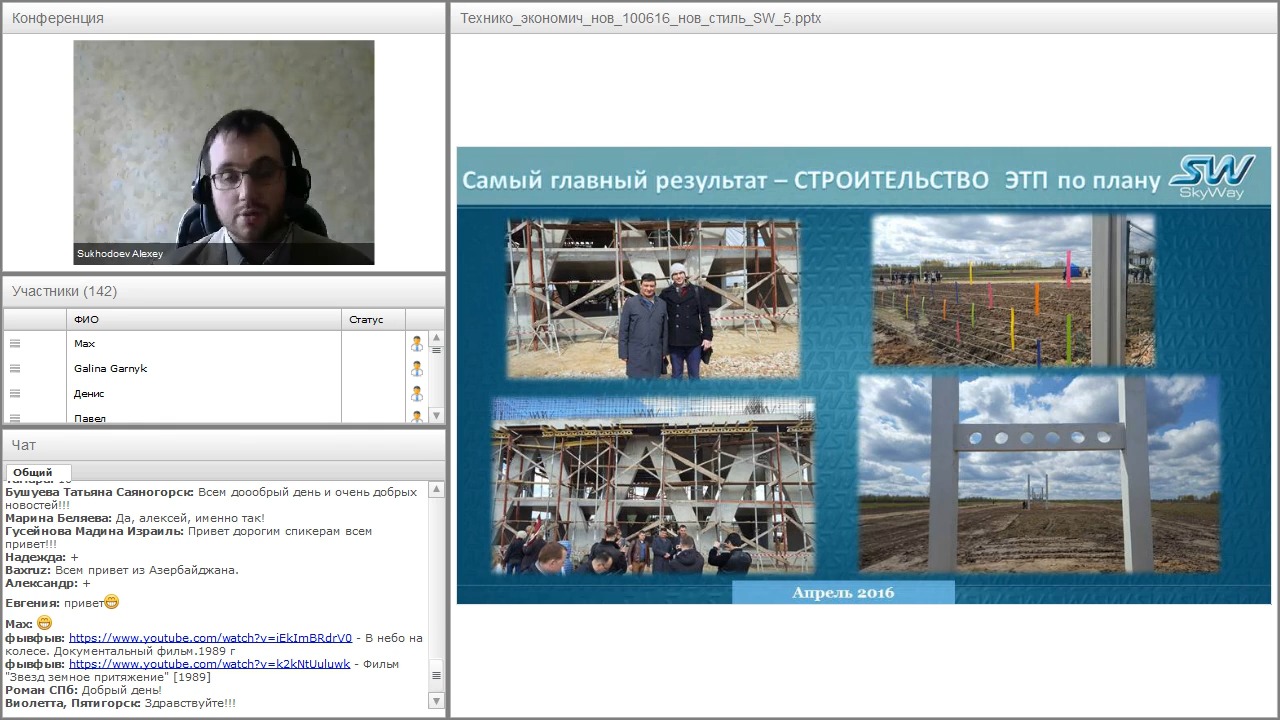 Конференция
Sukhodoev Alexey
Участники (142)
ФИО
Статус
Max
Galina Garnyk
Денис
Павел
Чат
Общий
Бушуева Татьяна Саяногорск: Всем доообрый день и очень добрых
новостей!!!
Марина Беляева: Да, алексей, именно так!
Гусейнова Мадина Израиль: Привет дорогим спикерам всем
привет!!!
Надежда: +
Baxruz: Всем привет из Азербайджана.
Александр: +
Евгения: привет
Max:
фывфыв: https://www.youtube.com/watch?v=iEkImBRdrV0 - В небо на
колесе. Документальный фильм.1989 г
фывфыв: https://www.youtube.com/watch?v=k2kNtUuluwk - Фильм
"Звезд земное притяжение" [1989]
Роман СПб: Добрый день!
Виолетта, Пятигорск: Здравствуйте!!!
Технико_экономич_нов_100616_нов_стиль_SW_5.pptx
Самый главный результат – СТРОИТЕЛЬСТВО ЭТП по плану
SW
SkyWay
Апрель 2016